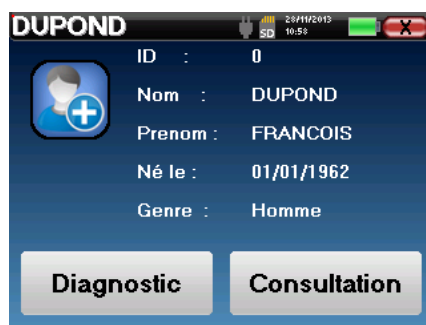 DUPOND
SD
28/11/2013
10:58
X
ID : 0
Nom : DUPOND
Prenom : FRANCOIS
Né le : 01/01/1962
Genre : Homme
Diagnostic
Consultation